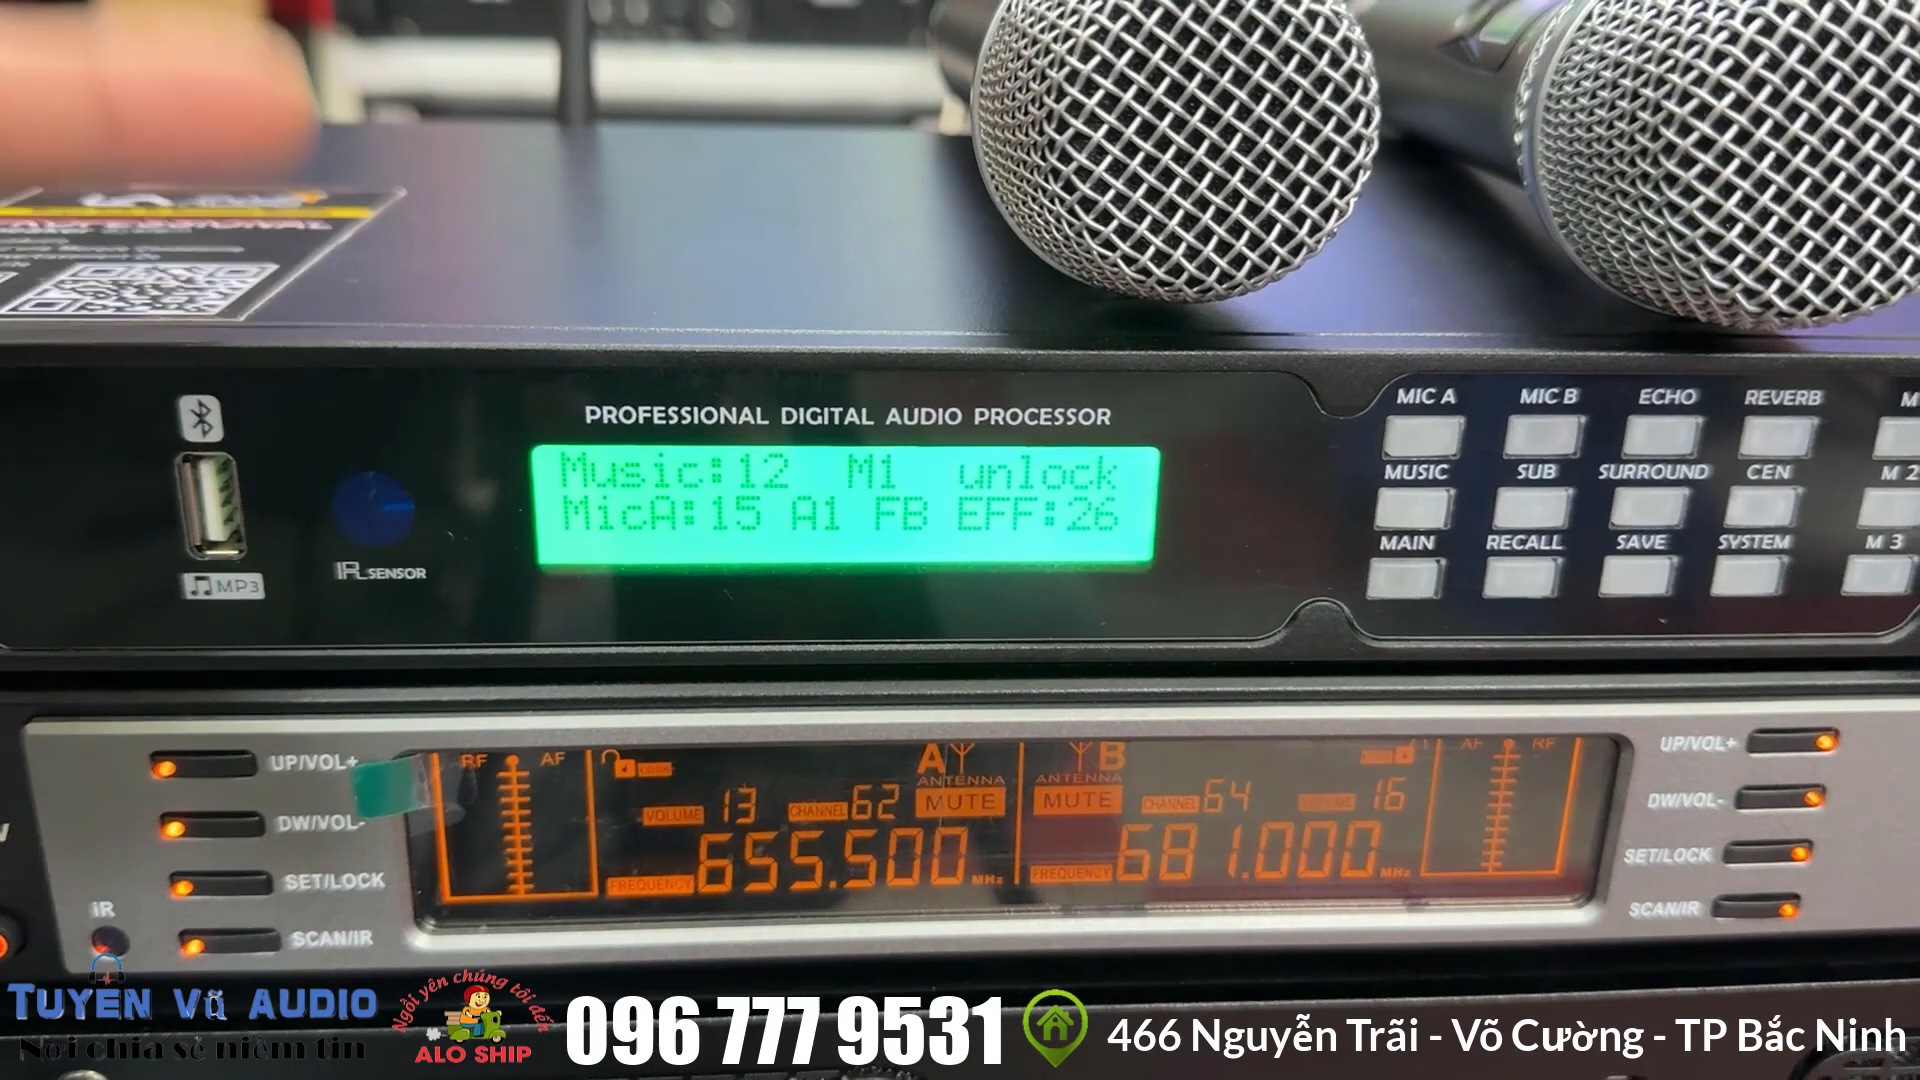 PROFESSIONAL DIGITAL AUDIO PROCESSOR
Music:12 M1 unlock
MicA:15 A1 FB EFF:26
MP3
IR SENSOR
MIC A MIC B ECHO REVERB
MUSIC SUB SURROUND CEN M 2
MAIN RECALL SAVE SYSTEM M 3
UP/VOL+
DW/VOL-
SET/LOCK
SCAN/IR
iR
RF AF
A ANTENNA MUTE
VOLUME 13 CHANNEL 62
FREQUENCY 655.500 MHz
B ANTENNA MUTE
CHANNEL 64 16
FREQUENCY 681.000 MHz
AF RF
UP/VOL+
DW/VOL-
SET/LOCK
SCAN/IR
TUYÊN VŨ AUDIO
Nơi chia sẻ niềm tin
Ngồi yên chúng tôi đến
ALO SHIP
096 777 9531
466 Nguyễn Trãi - Võ Cường - TP Bắc Ninh